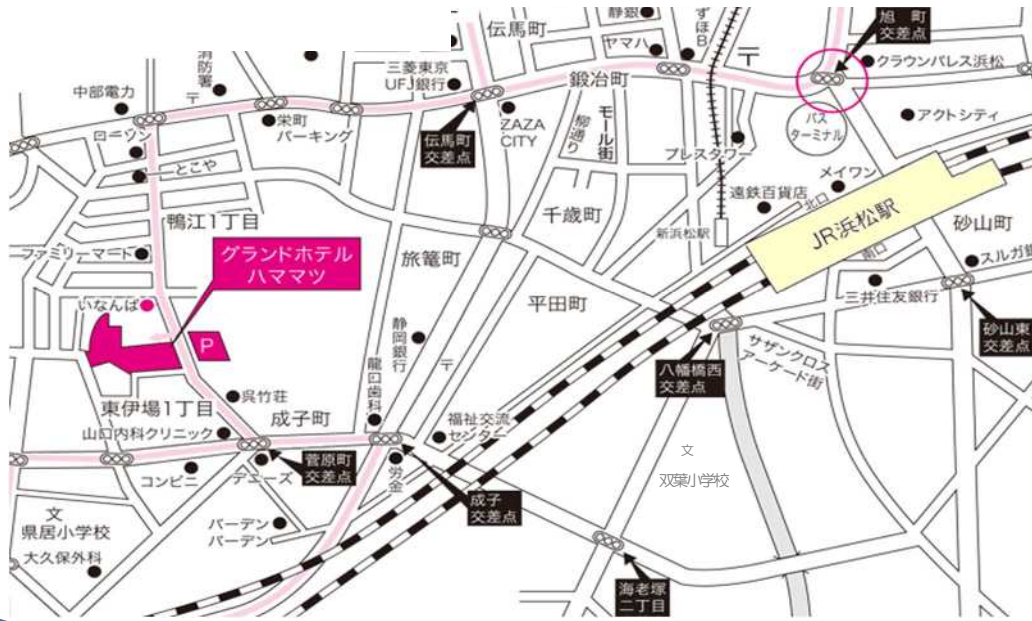 静銀
旭 町
交差点
伝馬町
ずほB
ヤマハ
〒
消防署
三菱東京
UFJ銀行
鍛冶町
クラウンパレス浜松
中部電力
〒
ローソン
栄町
パーキング
伝馬町
交差点
ZAZA
CITY
柳通り
モール街
バス
ターミナル
アクトシティ
プレスタワー
とこや
メイワン
遠鉄百貨店
北口
JR浜松駅
鴨江1丁目
千歳町
新浜松駅
砂山町
グランドホテル
ハママツ
旅籠町
南口
スルガ銀
ファミリーマート
平田町
三井住友銀行
いなんば
静岡銀行
P
砂山東
交差点
八幡橋西
交差点
サザンクロス
アーケード街
龍口歯科
〒
呉竹荘
東伊場1丁目
成子町
福祉交流
センター
山口内科クリニック
文
双葉小学校
コンビニ
デニーズ
菅原町
交差点
労金
成子
交差点
文
県居小学校
バーデン
バーデン
大久保外科
海老塚
二丁目